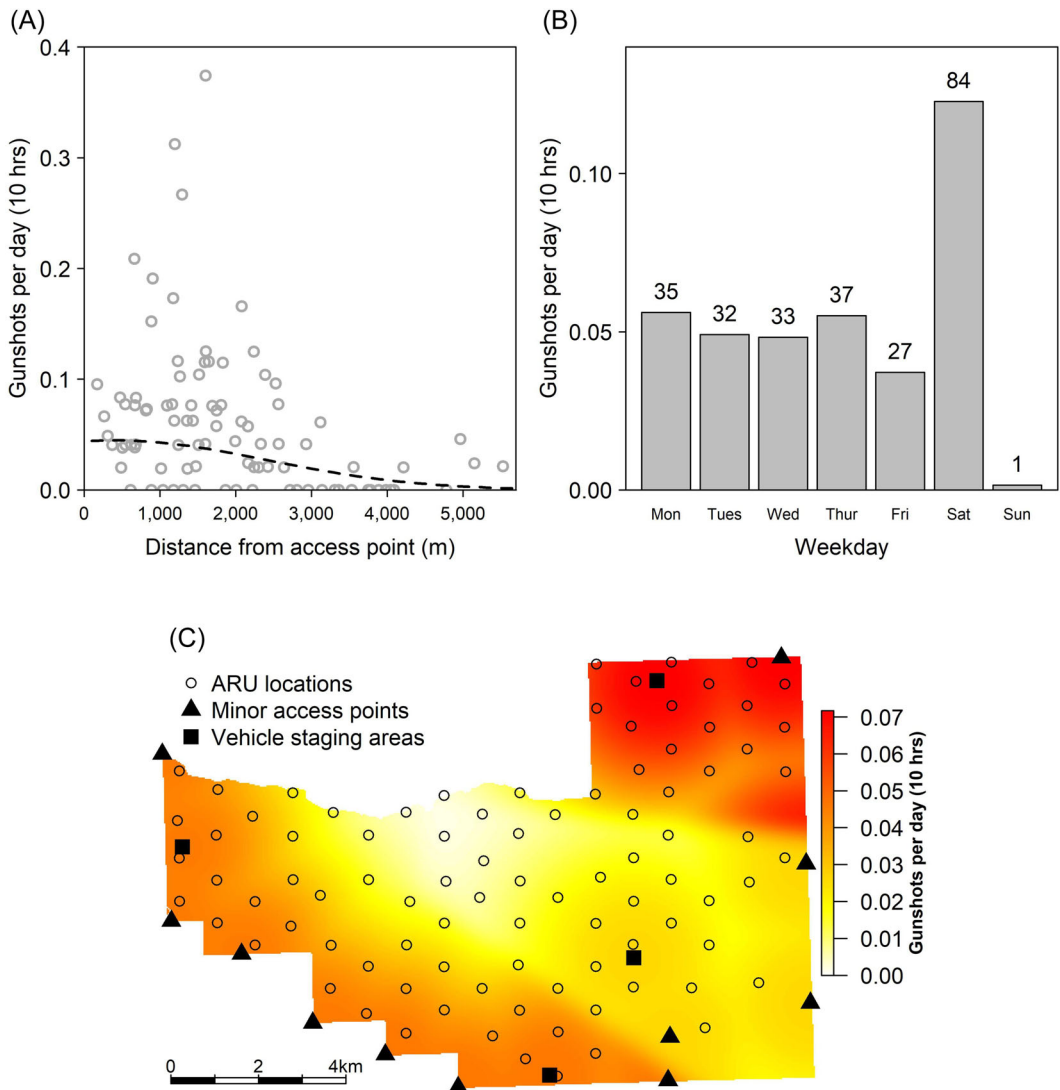 (A)
Gunshots per day (10 hrs)
0.4
0.3
0.2
0.1
0.0
0
1,000
2,000
3,000
4,000
5,000
Distance from access point (m)
(B)
Gunshots per day (10 hrs)
0.10
0.05
0.00
35
32
33
37
27
84
1
Mon
Tues
Wed
Thur
Fri
Sat
Sun
Weekday
(C)
ARU locations
Minor access points
Vehicle staging areas
0.07
0.06
0.05
0.04
0.03
0.02
0.01
0.00
Gunshots per day (10 hrs)
0
2
4km